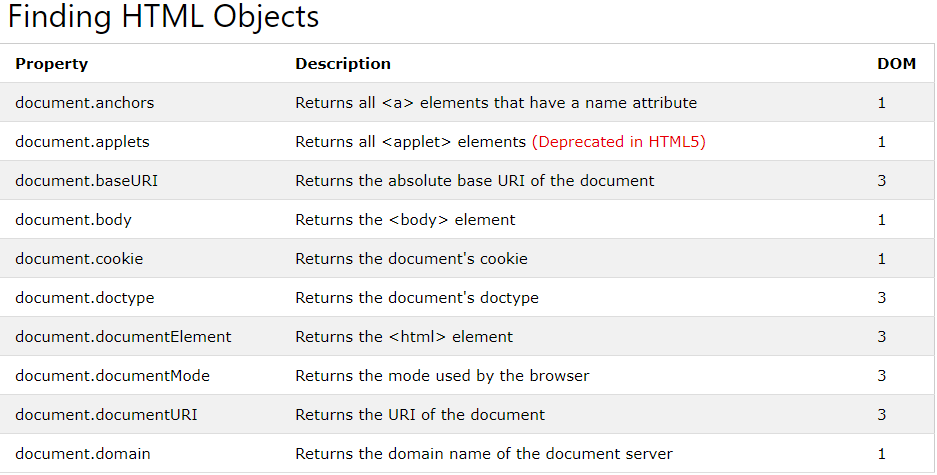 Finding HTML Objects
Property Description DOM
document.anchors Returns all <a> elements that have a name attribute 1
document.applets Returns all <applet> elements (Deprecated in HTML5) 1
document.baseURI Returns the absolute base URI of the document 3
document.body Returns the <body> element 1
document.cookie Returns the document's cookie 1
document.doctype Returns the document's doctype 3
document.documentElement Returns the <html> element 3
document.documentMode Returns the mode used by the browser 3
document.documentURI Returns the URI of the document 3
document.domain Returns the domain name of the document server 1